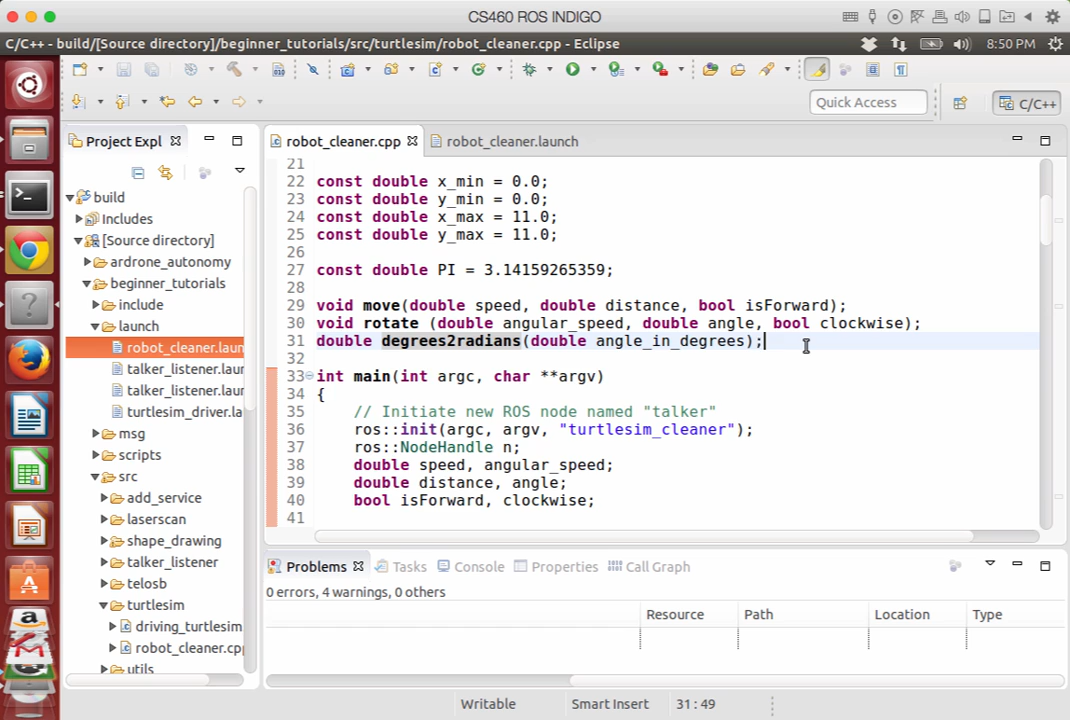 CS460 ROS INDIGO
C/C++ - build/[Source directory]/beginner_tutorials/src/turtlesim/robot_cleaner.cpp - Eclipse
8:50 PM
Quick Access
C/C++
Project Expl
robot_cleaner.cpp
robot_cleaner.launch
build
Includes
[Source directory]
ardrone_autonomy
beginner_tutorials
include
launch
robot_cleaner.laun
talker_listener.laun
talker_listener.laun
turtlesim_driver.la
msg
scripts
src
add_service
laserscan
shape_drawing
talker_listener
telosb
turtlesim
driving_turtlesim
robot_cleaner.cpp
utils
21
22 const double x_min = 0.0;
23 const double y_min = 0.0;
24 const double x_max = 11.0;
25 const double y_max = 11.0;
26
27 const double PI = 3.14159265359;
28
29 void move(double speed, double distance, bool isForward);
30 void rotate (double angular_speed, double angle, bool clockwise);
31 double degrees2radians(double angle_in_degrees);
32
33 int main(int argc, char **argv)
34 {
35 // Initiate new ROS node named "talker"
36 ros::init(argc, argv, "turtlesim_cleaner");
37 ros::NodeHandle n;
38 double speed, angular_speed;
39 double distance, angle;
40 bool isForward, clockwise;
41
Problems
Tasks
Console
Properties
Call Graph
0 errors, 4 warnings, 0 others
Resource
Path
Location
Type
Writable
Smart Insert
31 : 49